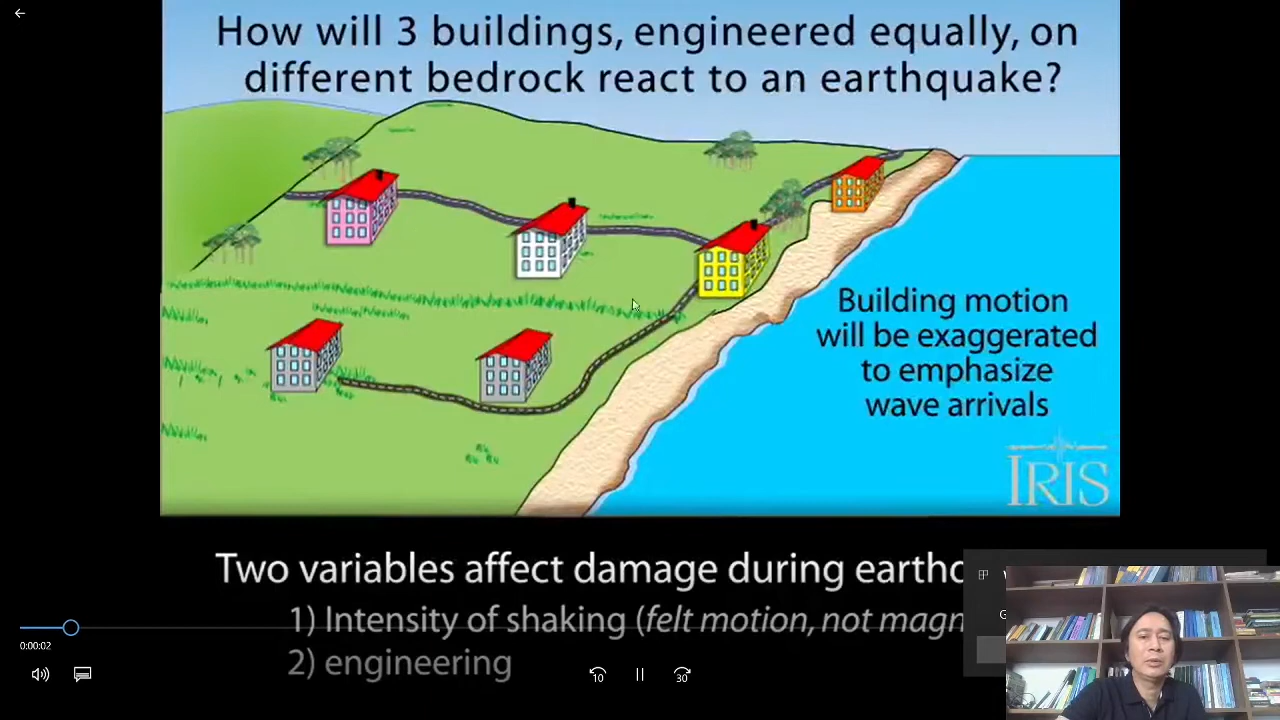 How will 3 buildings, engineered equally, on
different bedrock react to an earthquake?
Building motion
will be exaggerated
to emphasize
wave arrivals
IRIS
Two variables affect damage during
1) Intensity of shaking (felt motion, not
2) engineering
0:00:02
10
30